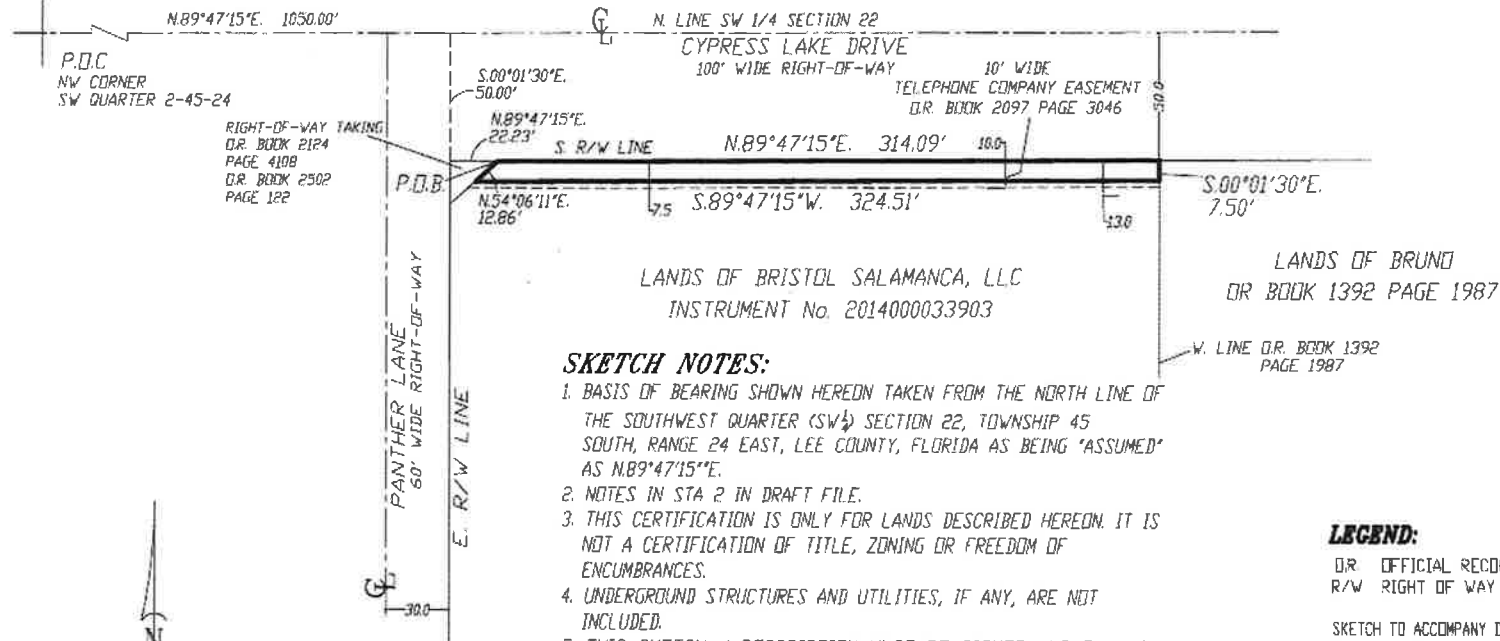 N.89°47'15"E. 1050.00'
CL
N. LINE SW 1/4 SECTION 22
CYPRESS LAKE DRIVE
100' WIDE RIGHT-OF-WAY
P.O.C
NW CORNER
SW QUARTER 2-45-24
S.00°01'30"E.
50.00'
10' WIDE
TELEPHONE COMPANY EASEMENT
O.R. BOOK 2097 PAGE 3046
50.0
RIGHT-OF-WAY TAKING
O.R. BOOK 2124
PAGE 4108
O.R. BOOK 2502
PAGE 122
N.89°47'15"E.
22.23'
S. R/W LINE
N.89°47'15"E. 314.09'
10.0
P.O.B.
N.54°06'11"E.
12.86'
7.5
S.89°47'15"W. 324.51'
13.0
S.00°01'30"E.
7.50'
LANDS OF BRISTOL SALAMANCA, LLC
INSTRUMENT No. 2014000033903
LANDS OF BRUNO
OR BOOK 1392 PAGE 1987
W. LINE O.R. BOOK 1392
PAGE 1987
PANTHER LANE
60' WIDE RIGHT-OF-WAY
E. R/W LINE
CL
30.0
N
SKETCH NOTES:
1. BASIS OF BEARING SHOWN HEREON TAKEN FROM THE NORTH LINE OF
THE SOUTHWEST QUARTER (SW¼) SECTION 22, TOWNSHIP 45
SOUTH, RANGE 24 EAST, LEE COUNTY, FLORIDA AS BEING "ASSUMED"
AS N.89°47'15""E.
2. NOTES IN STA 2 IN DRAFT FILE.
3. THIS CERTIFICATION IS ONLY FOR LANDS DESCRIBED HEREON. IT IS
NOT A CERTIFICATION OF TITLE, ZONING OR FREEDOM OF
ENCUMBRANCES.
4. UNDERGROUND STRUCTURES AND UTILITIES, IF ANY, ARE NOT
INCLUDED.
LEGEND:
O.R. OFFICIAL RECO
R/W RIGHT OF WAY
SKETCH TO ACCOMPANY D